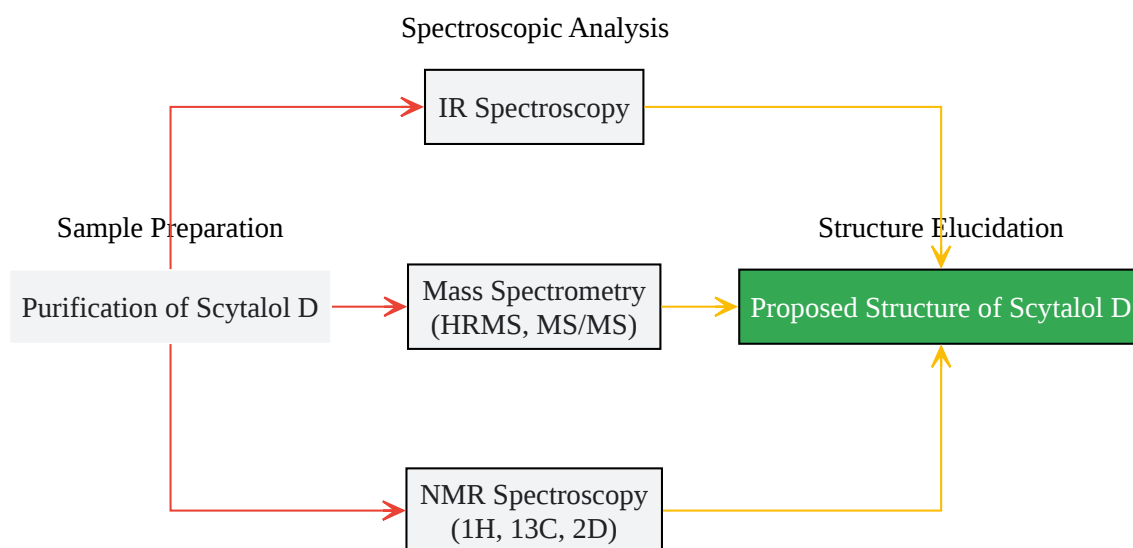 Spectroscopic Analysis
IR Spectroscopy
Sample Preparation
Structure Elucidation
Purification of Scytalol D
Mass Spectrometry
(HRMS, MS/MS)
Proposed Structure of Scytalol D
NMR Spectroscopy
(1H, 13C, 2D)